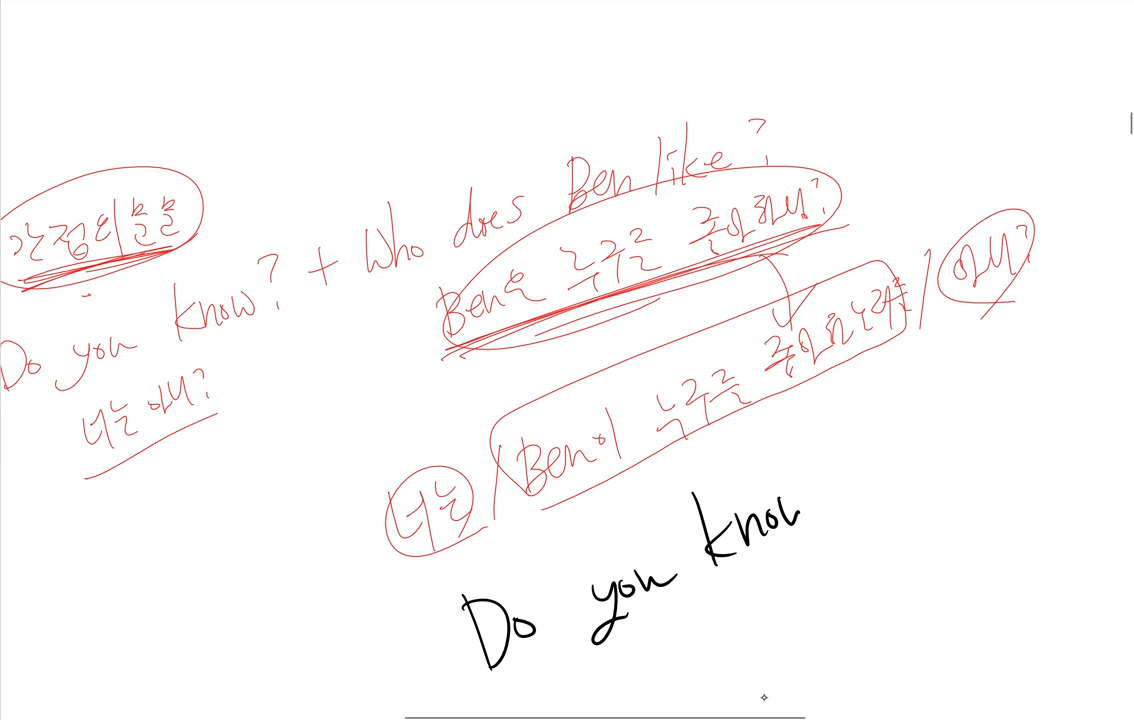 간접의문문
Do you know? + Who does Ben like?
너는 아니?
Ben은 누구를 좋아하니?
너는 / Ben이 누구를 좋아하는지를 / 아니?
Do you know